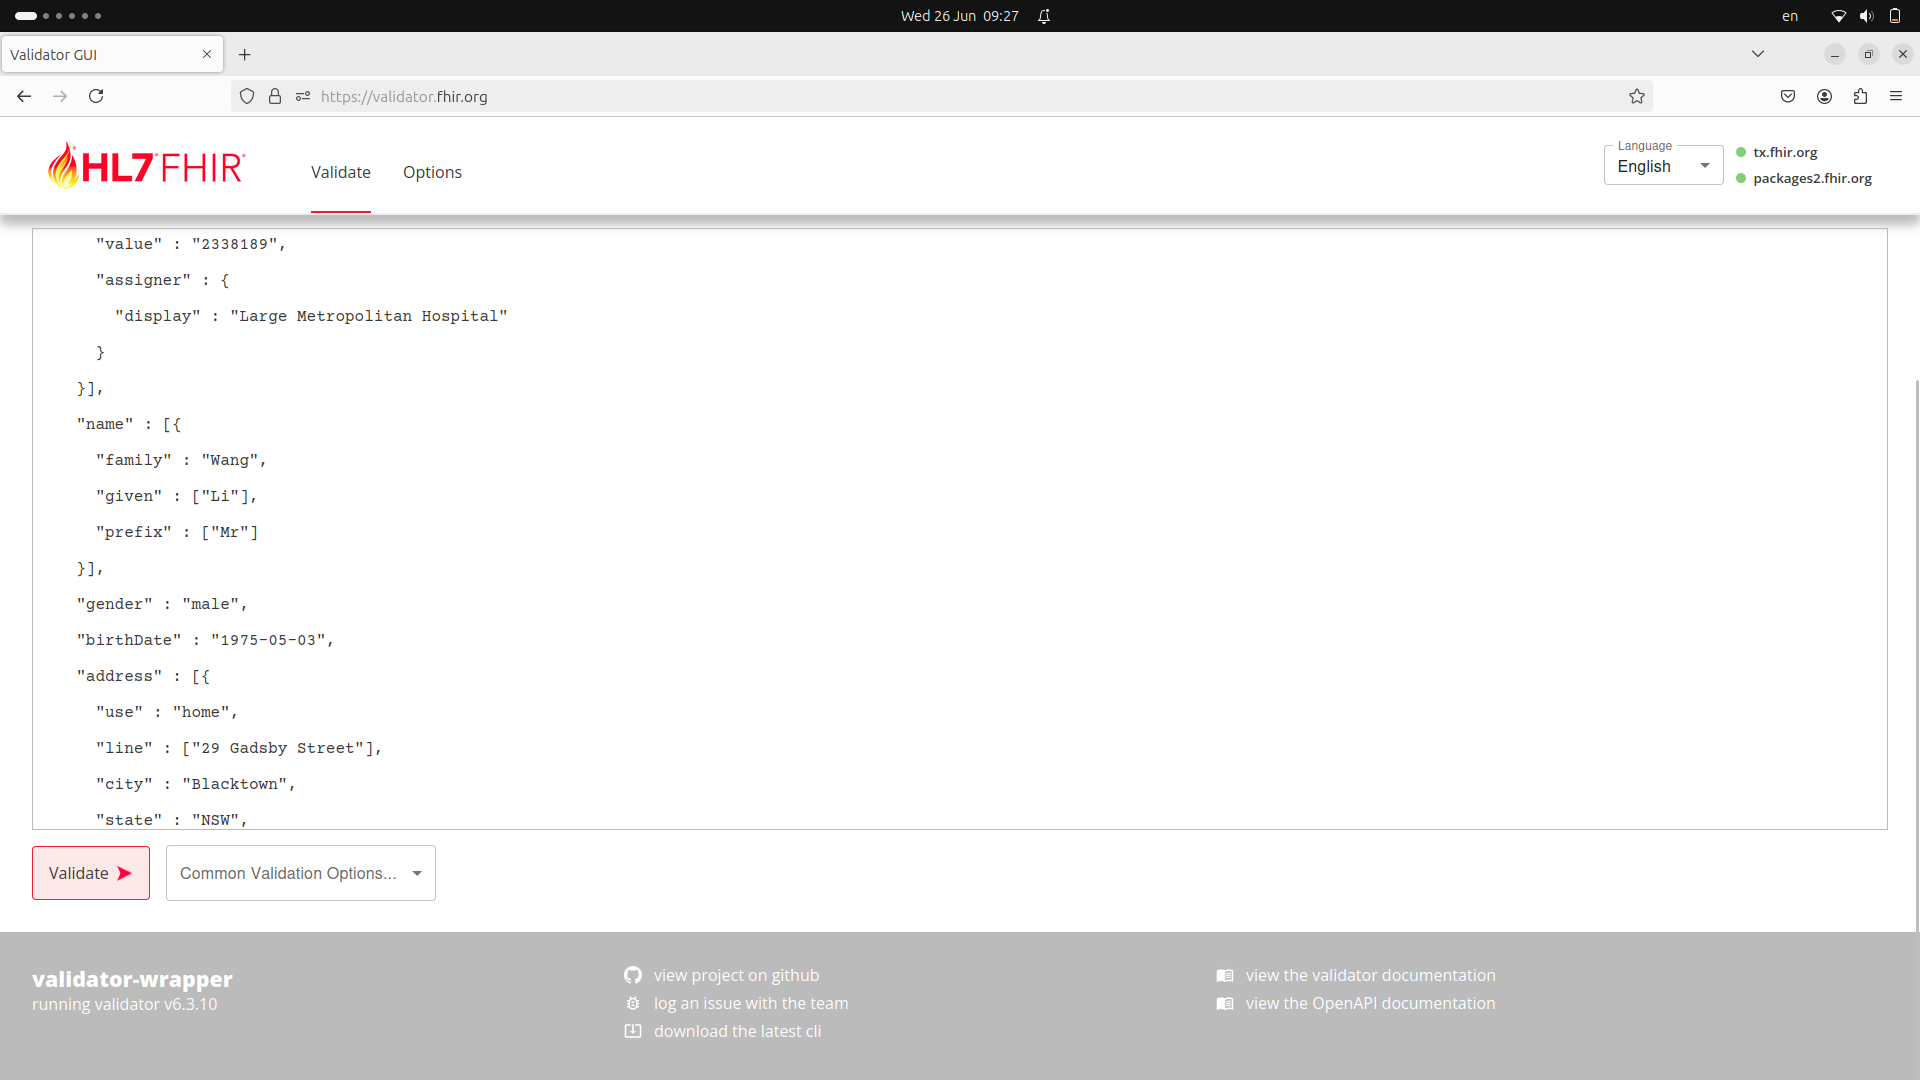 Wed 26 Jun 09:27
en
Validator GUI
https://validator.fhir.org
HL7 FHIR
Validate
Options
Language
English
tx.fhir.org
packages2.fhir.org
"value" : "2338189",
"assigner" : {
"display" : "Large Metropolitan Hospital"
}
}],
"name" : [{
"family" : "Wang",
"given" : ["Li"],
"prefix" : ["Mr"]
}],
"gender" : "male",
"birthDate" : "1975-05-03",
"address" : [{
"use" : "home",
"line" : ["29 Gadsby Street"],
"city" : "Blacktown",
"state" : "NSW",
Validate
Common Validation Options...
validator-wrapper
running validator v6.3.10
view project on github
log an issue with the team
download the latest cli
view the validator documentation
view the OpenAPI documentation